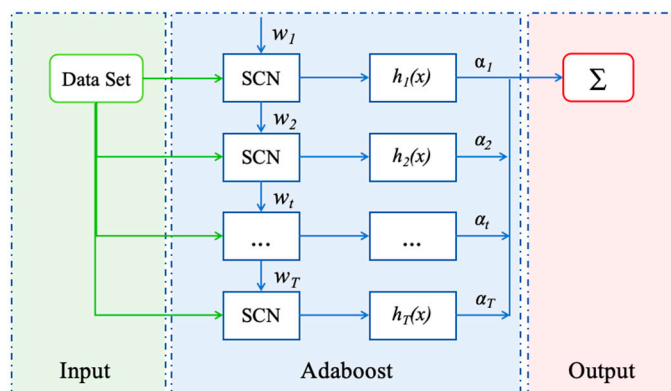 w1
Data Set
SCN
h1(x)
α1
Σ
w2
SCN
h2(x)
α2
wt
...
...
αt
wT
SCN
hT(x)
αT
Input
Adaboost
Output